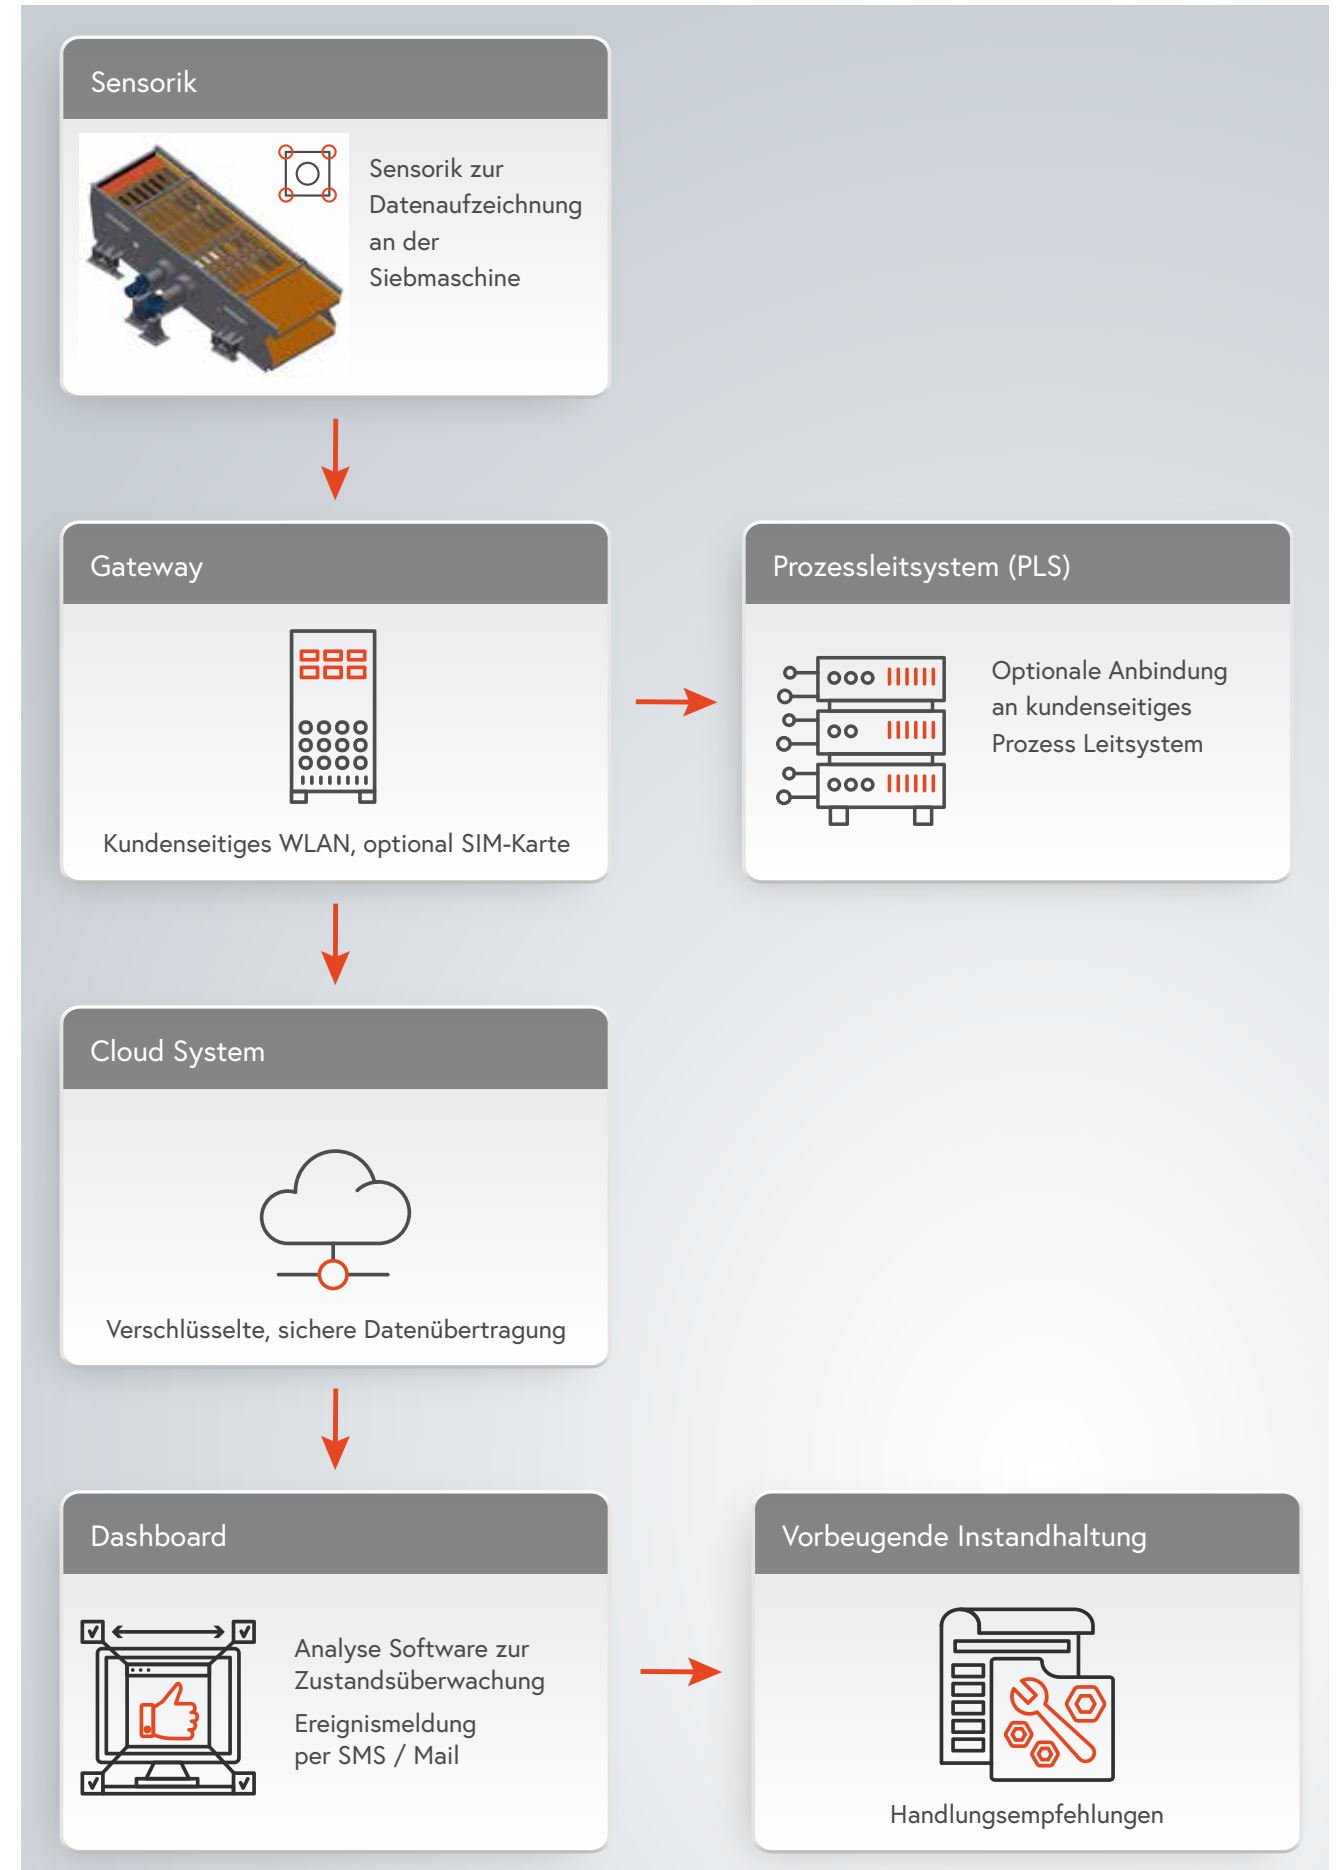 Sensorik
Sensorik zur
Datenaufzeichnung
an der
Siebmaschine
Gateway
Kundenseitiges WLAN, optional SIM-Karte
Prozessleitsystem (PLS)
Optionale Anbindung
an kundenseitiges
Prozess Leitsystem
Cloud System
Verschlüsselte, sichere Datenübertragung
Dashboard
Analyse Software zur
Zustandsüberwachung
Ereignismeldung
per SMS / Mail
Vorbeugende Instandhaltung
Handlungsempfehlungen